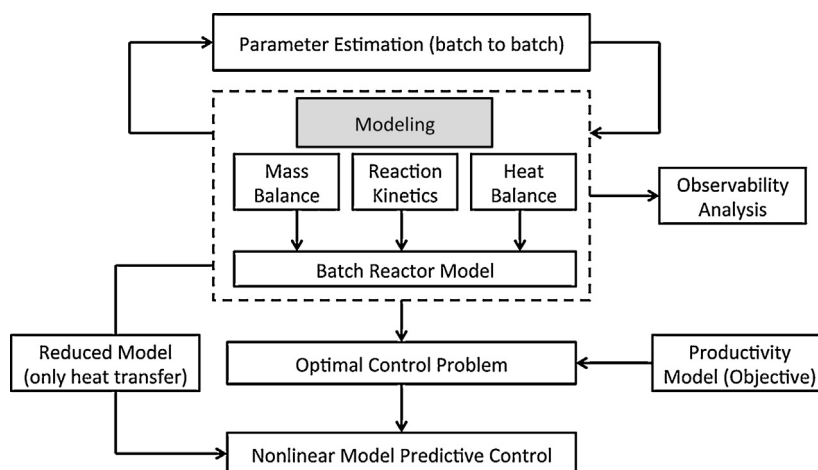 Parameter Estimation (batch to batch)
Modeling
Mass
Balance
Reaction
Kinetics
Heat
Balance
Observability
Analysis
Batch Reactor Model
Reduced Model
(only heat transfer)
Optimal Control Problem
Productivity
Model (Objective)
Nonlinear Model Predictive Control